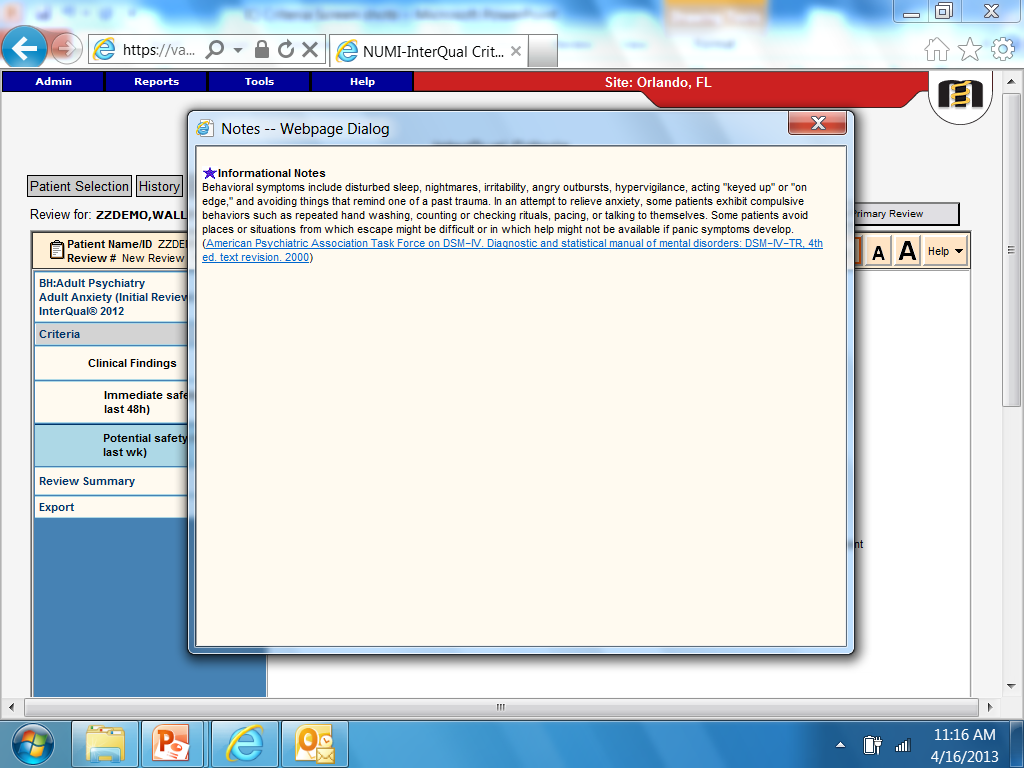 https://va...
NUMI-InterQual Crit...
Admin
Reports
Tools
Help
Site: Orlando, FL
Notes -- Webpage Dialog
Informational Notes
Behavioral symptoms include disturbed sleep, nightmares, irritability, angry outbursts, hypervigilance, acting "keyed up" or "on
edge," and avoiding things that remind one of a past trauma. In an attempt to relieve anxiety, some patients exhibit compulsive
behaviors such as repeated hand washing, counting or checking rituals, pacing, or talking to themselves. Some patients avoid
places or situations from which escape might be difficult or in which help might not be available if panic symptoms develop.
(American Psychiatric Association Task Force on DSM-IV. Diagnostic and statistical manual of mental disorders: DSM-IV-TR. 4th
ed. text revision. 2000)
Patient Selection
History
Review for: ZZDEMO,WALL
Primary Review
Patient Name/ID ZZDE
Review # New Review
A
A
Help
BH:Adult Psychiatry
Adult Anxiety (Initial Review
InterQual® 2012
Criteria
Clinical Findings
Immediate safe
last 48h)
Potential safety
last wk)
Review Summary
Export
nt
11:16 AM
4/16/2013